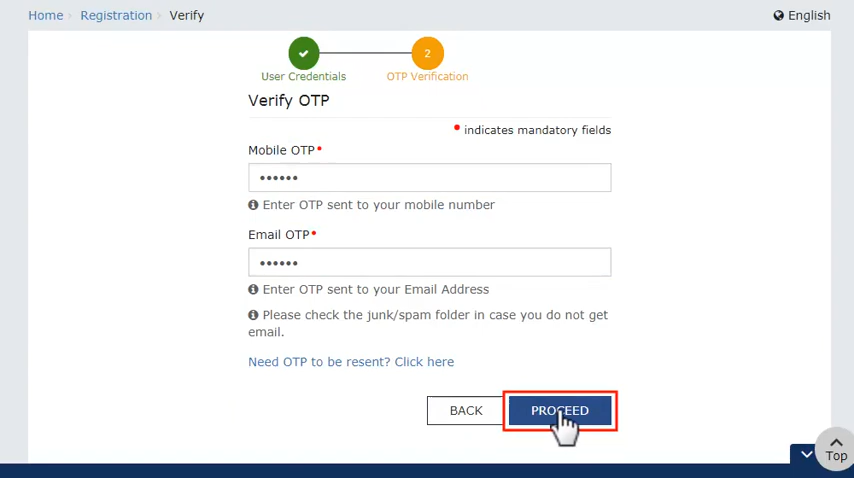 Home > Registration > Verify
English
2
User Credentials
OTP Verification
Verify OTP
• indicates mandatory fields
Mobile OTP•
••••••
Enter OTP sent to your mobile number
Email OTP•
••••••
Enter OTP sent to your Email Address
Please check the junk/spam folder in case you do not get
email.
Need OTP to be resent? Click here
BACK
PROCEED
Top